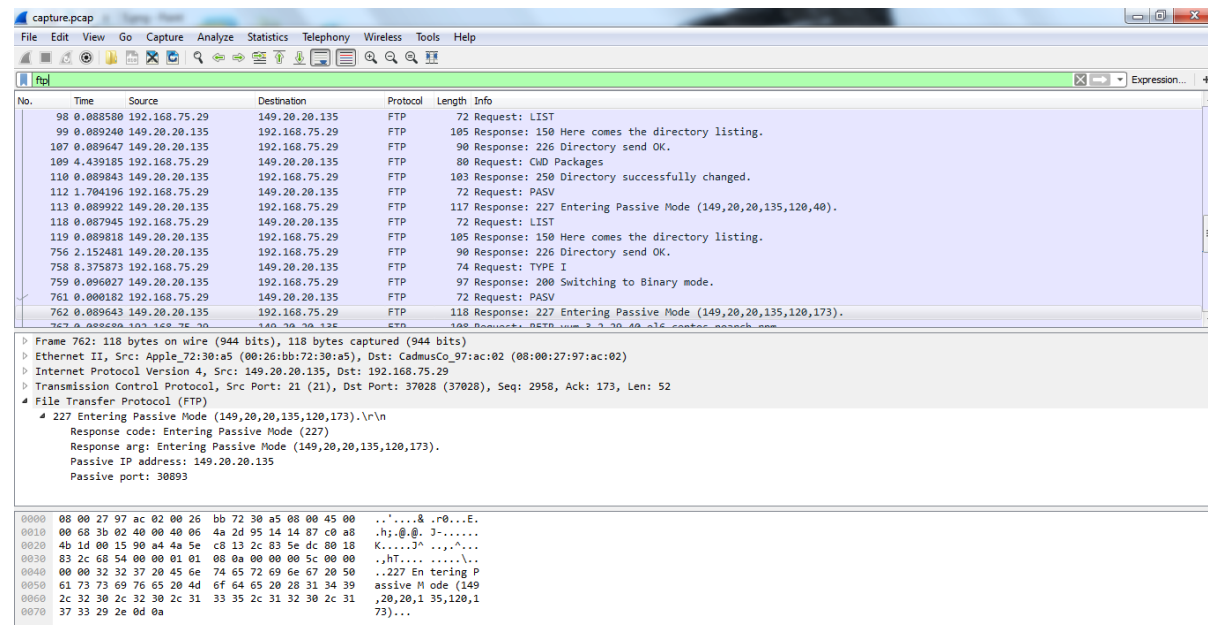 capture.pcap
File Edit View Go Capture Analyze Statistics Telephony Wireless Tools Help
ftp Expression... +
No. Time Source Destination Protocol Length Info
98 0.088580 192.168.75.29 149.20.20.135 FTP 72 Request: LIST
99 0.089240 149.20.20.135 192.168.75.29 FTP 105 Response: 150 Here comes the directory listing.
107 0.089647 149.20.20.135 192.168.75.29 FTP 90 Response: 226 Directory send OK.
109 4.439185 192.168.75.29 149.20.20.135 FTP 80 Request: CWD Packages
110 0.089843 149.20.20.135 192.168.75.29 FTP 103 Response: 250 Directory successfully changed.
112 1.704196 192.168.75.29 149.20.20.135 FTP 72 Request: PASV
113 0.089922 149.20.20.135 192.168.75.29 FTP 117 Response: 227 Entering Passive Mode (149,20,20,135,120,40).
118 0.087945 192.168.75.29 149.20.20.135 FTP 72 Request: LIST
119 0.089818 149.20.20.135 192.168.75.29 FTP 105 Response: 150 Here comes the directory listing.
756 2.152481 149.20.20.135 192.168.75.29 FTP 90 Response: 226 Directory send OK.
758 8.375873 192.168.75.29 149.20.20.135 FTP 74 Request: TYPE I
759 0.096027 149.20.20.135 192.168.75.29 FTP 97 Response: 200 Switching to Binary mode.
761 0.000182 192.168.75.29 149.20.20.135 FTP 72 Request: PASV
762 0.089643 149.20.20.135 192.168.75.29 FTP 118 Response: 227 Entering Passive Mode (149,20,20,135,120,173).
767 0.088680 192.168.75.29 149.20.20.135 FTP 108 Request: RETR
Frame 762: 118 bytes on wire (944 bits), 118 bytes captured (944 bits)
Ethernet II, Src: Apple_72:30:a5 (00:26:bb:72:30:a5), Dst: CadmusCo_97:ac:02 (08:00:27:97:ac:02)
Internet Protocol Version 4, Src: 149.20.20.135, Dst: 192.168.75.29
Transmission Control Protocol, Src Port: 21 (21), Dst Port: 37028 (37028), Seq: 2958, Ack: 173, Len: 52
File Transfer Protocol (FTP)
227 Entering Passive Mode (149,20,20,135,120,173).\r\n
Response code: Entering Passive Mode (227)
Response arg: Entering Passive Mode (149,20,20,135,120,173).
Passive IP address: 149.20.20.135
Passive port: 30893
0000 08 00 27 97 ac 02 00 26 bb 72 30 a5 08 00 45 00 ..'....& .r0...E.
0010 00 68 3b 02 40 00 40 06 4a 2d 95 14 14 87 c0 a8 .h;.@.@. J-......
0020 4b 1d 00 15 90 a4 4a 5e c8 13 2c 83 5e dc 80 18 K.....J^ ..,.^...
0030 83 2c 68 54 00 00 01 01 08 0a 00 00 00 5c 00 00 .,hT.... .....\..
0040 00 00 32 32 37 20 45 6e 74 65 72 69 6e 67 20 50 ..227 En tering P
0050 61 73 73 69 76 65 20 4d 6f 64 65 20 28 31 34 39 assive M ode (149
0060 2c 32 30 2c 32 30 2c 31 33 35 2c 31 32 30 2c 31 ,20,20,1 35,120,1
0070 37 33 29 2e 0d 0a 73)...